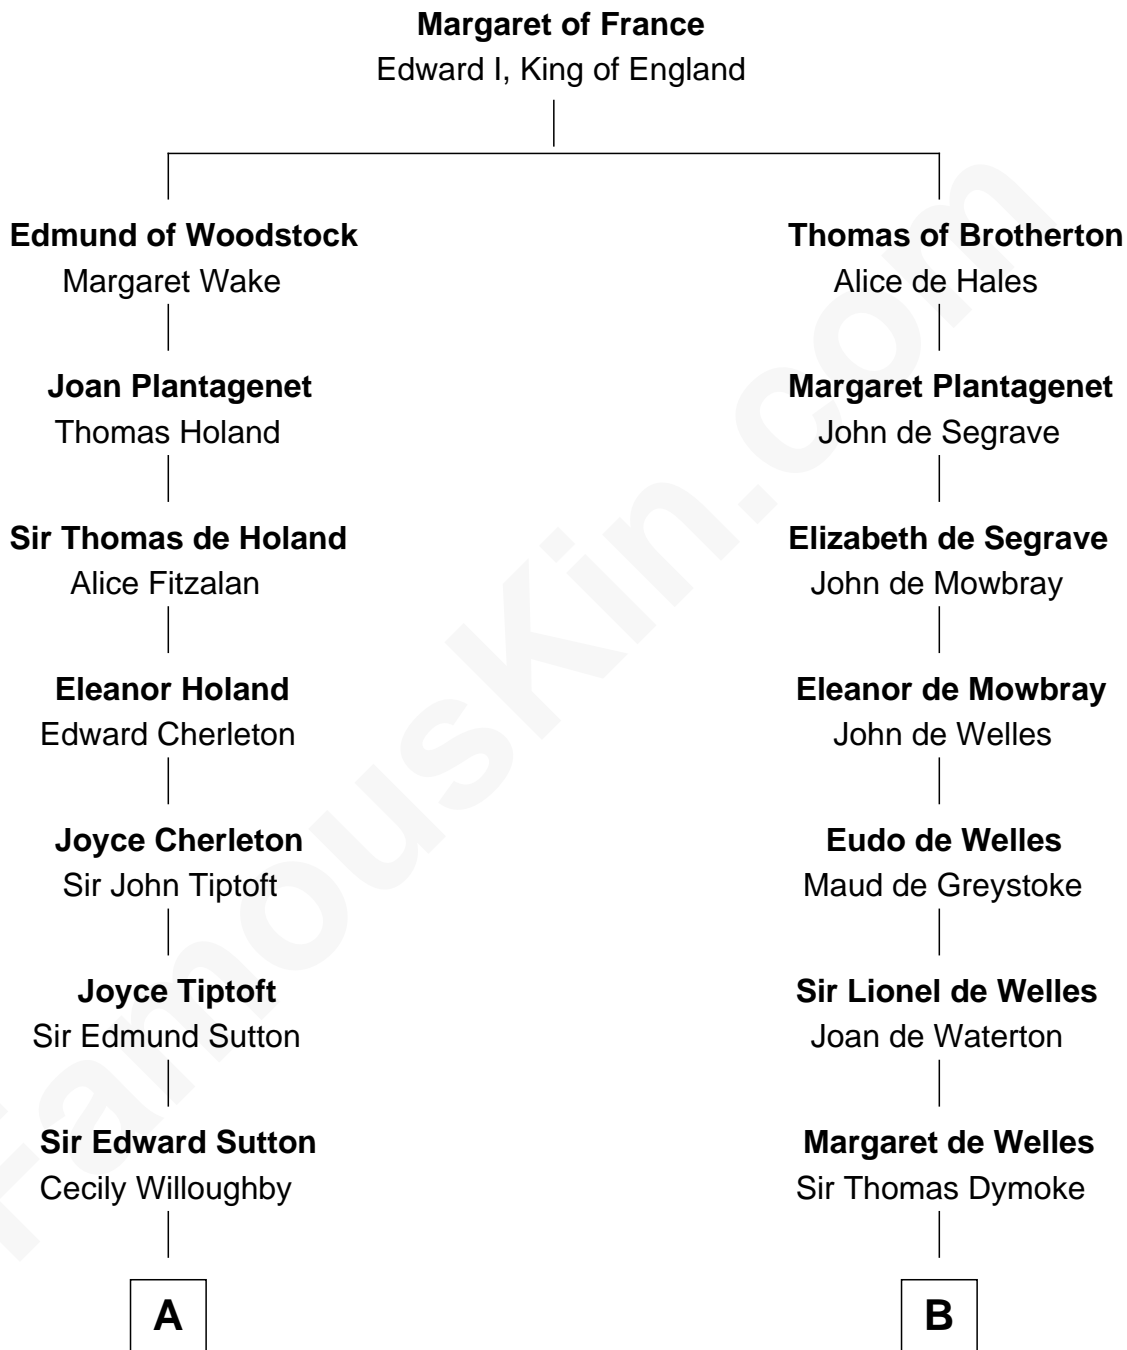 Margaret of France
Edward I, King of England
Edmund of Woodstock
Margaret Wake
Thomas of Brotherton
Alice de Hales
Joan Plantagenet
Thomas Holand
Margaret Plantagenet
John de Segrave
Sir Thomas de Holand
Alice Fitzalan
Elizabeth de Segrave
John de Mowbray
Eleanor Holand
Edward Cherleton
Eleanor de Mowbray
John de Welles
Joyce Cherleton
Sir John Tiptoft
Eudo de Welles
Maud de Greystoke
Joyce Tiptoft
Sir Edmund Sutton
Sir Lionel de Welles
Joan de Waterton
Sir Edward Sutton
Cecily Willoughby
Margaret de Welles
Sir Thomas Dymoke
A
B
FamousKin.com